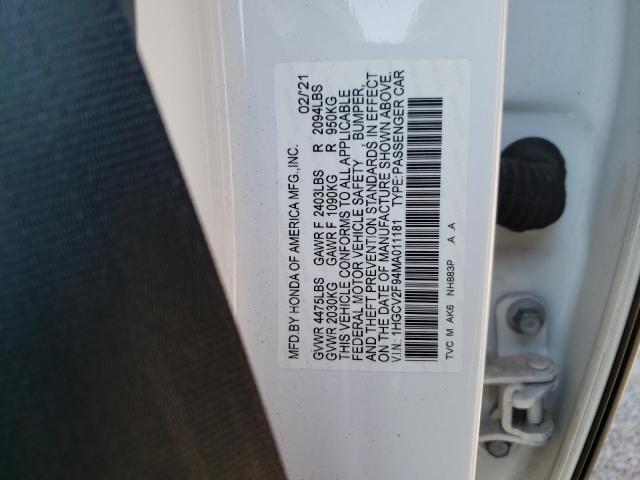 MFD.BY HONDA OF AMERICA MFG.,INC. 02/'21
GVWR 4475LBS GAWR F 2403LBS R 2094LBS
GVWR 2030KG GAWR F 1090KG R 950KG
THIS VEHICLE CONFORMS TO ALL APPLICABLE
FEDERAL MOTOR VEHICLE SAFETY, BUMPER,
AND THEFT PREVENTION STANDARDS IN EFFECT
ON THE DATE OF MANUFACTURE SHOWN ABOVE.
V.I.N: 1HGCV2F94MA011181 TYPE:PASSENGER CAR
TVC M AK6 NH883P A A